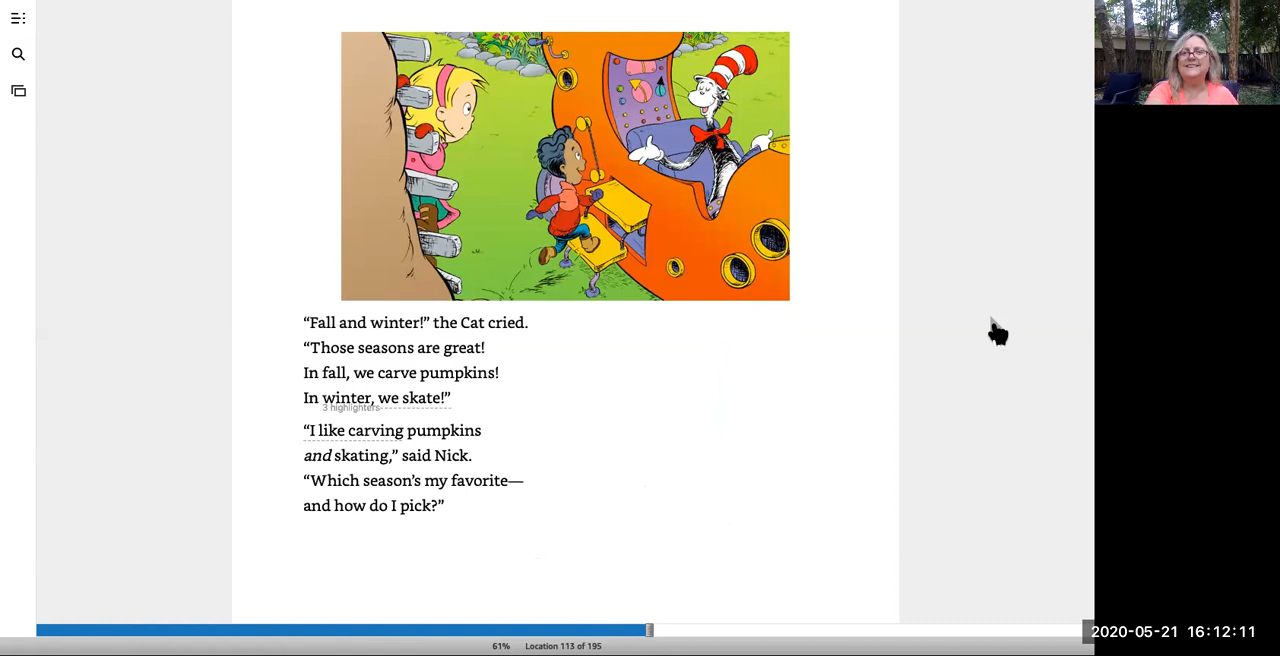 “Fall and winter!” the Cat cried.
“Those seasons are great!
In fall, we carve pumpkins!
In winter, we skate!”
3 highlighters
“I like carving pumpkins
and skating,” said Nick.
“Which season’s my favorite—
and how do I pick?”
61% Location 113 of 195
2020-05-21 16:12:11